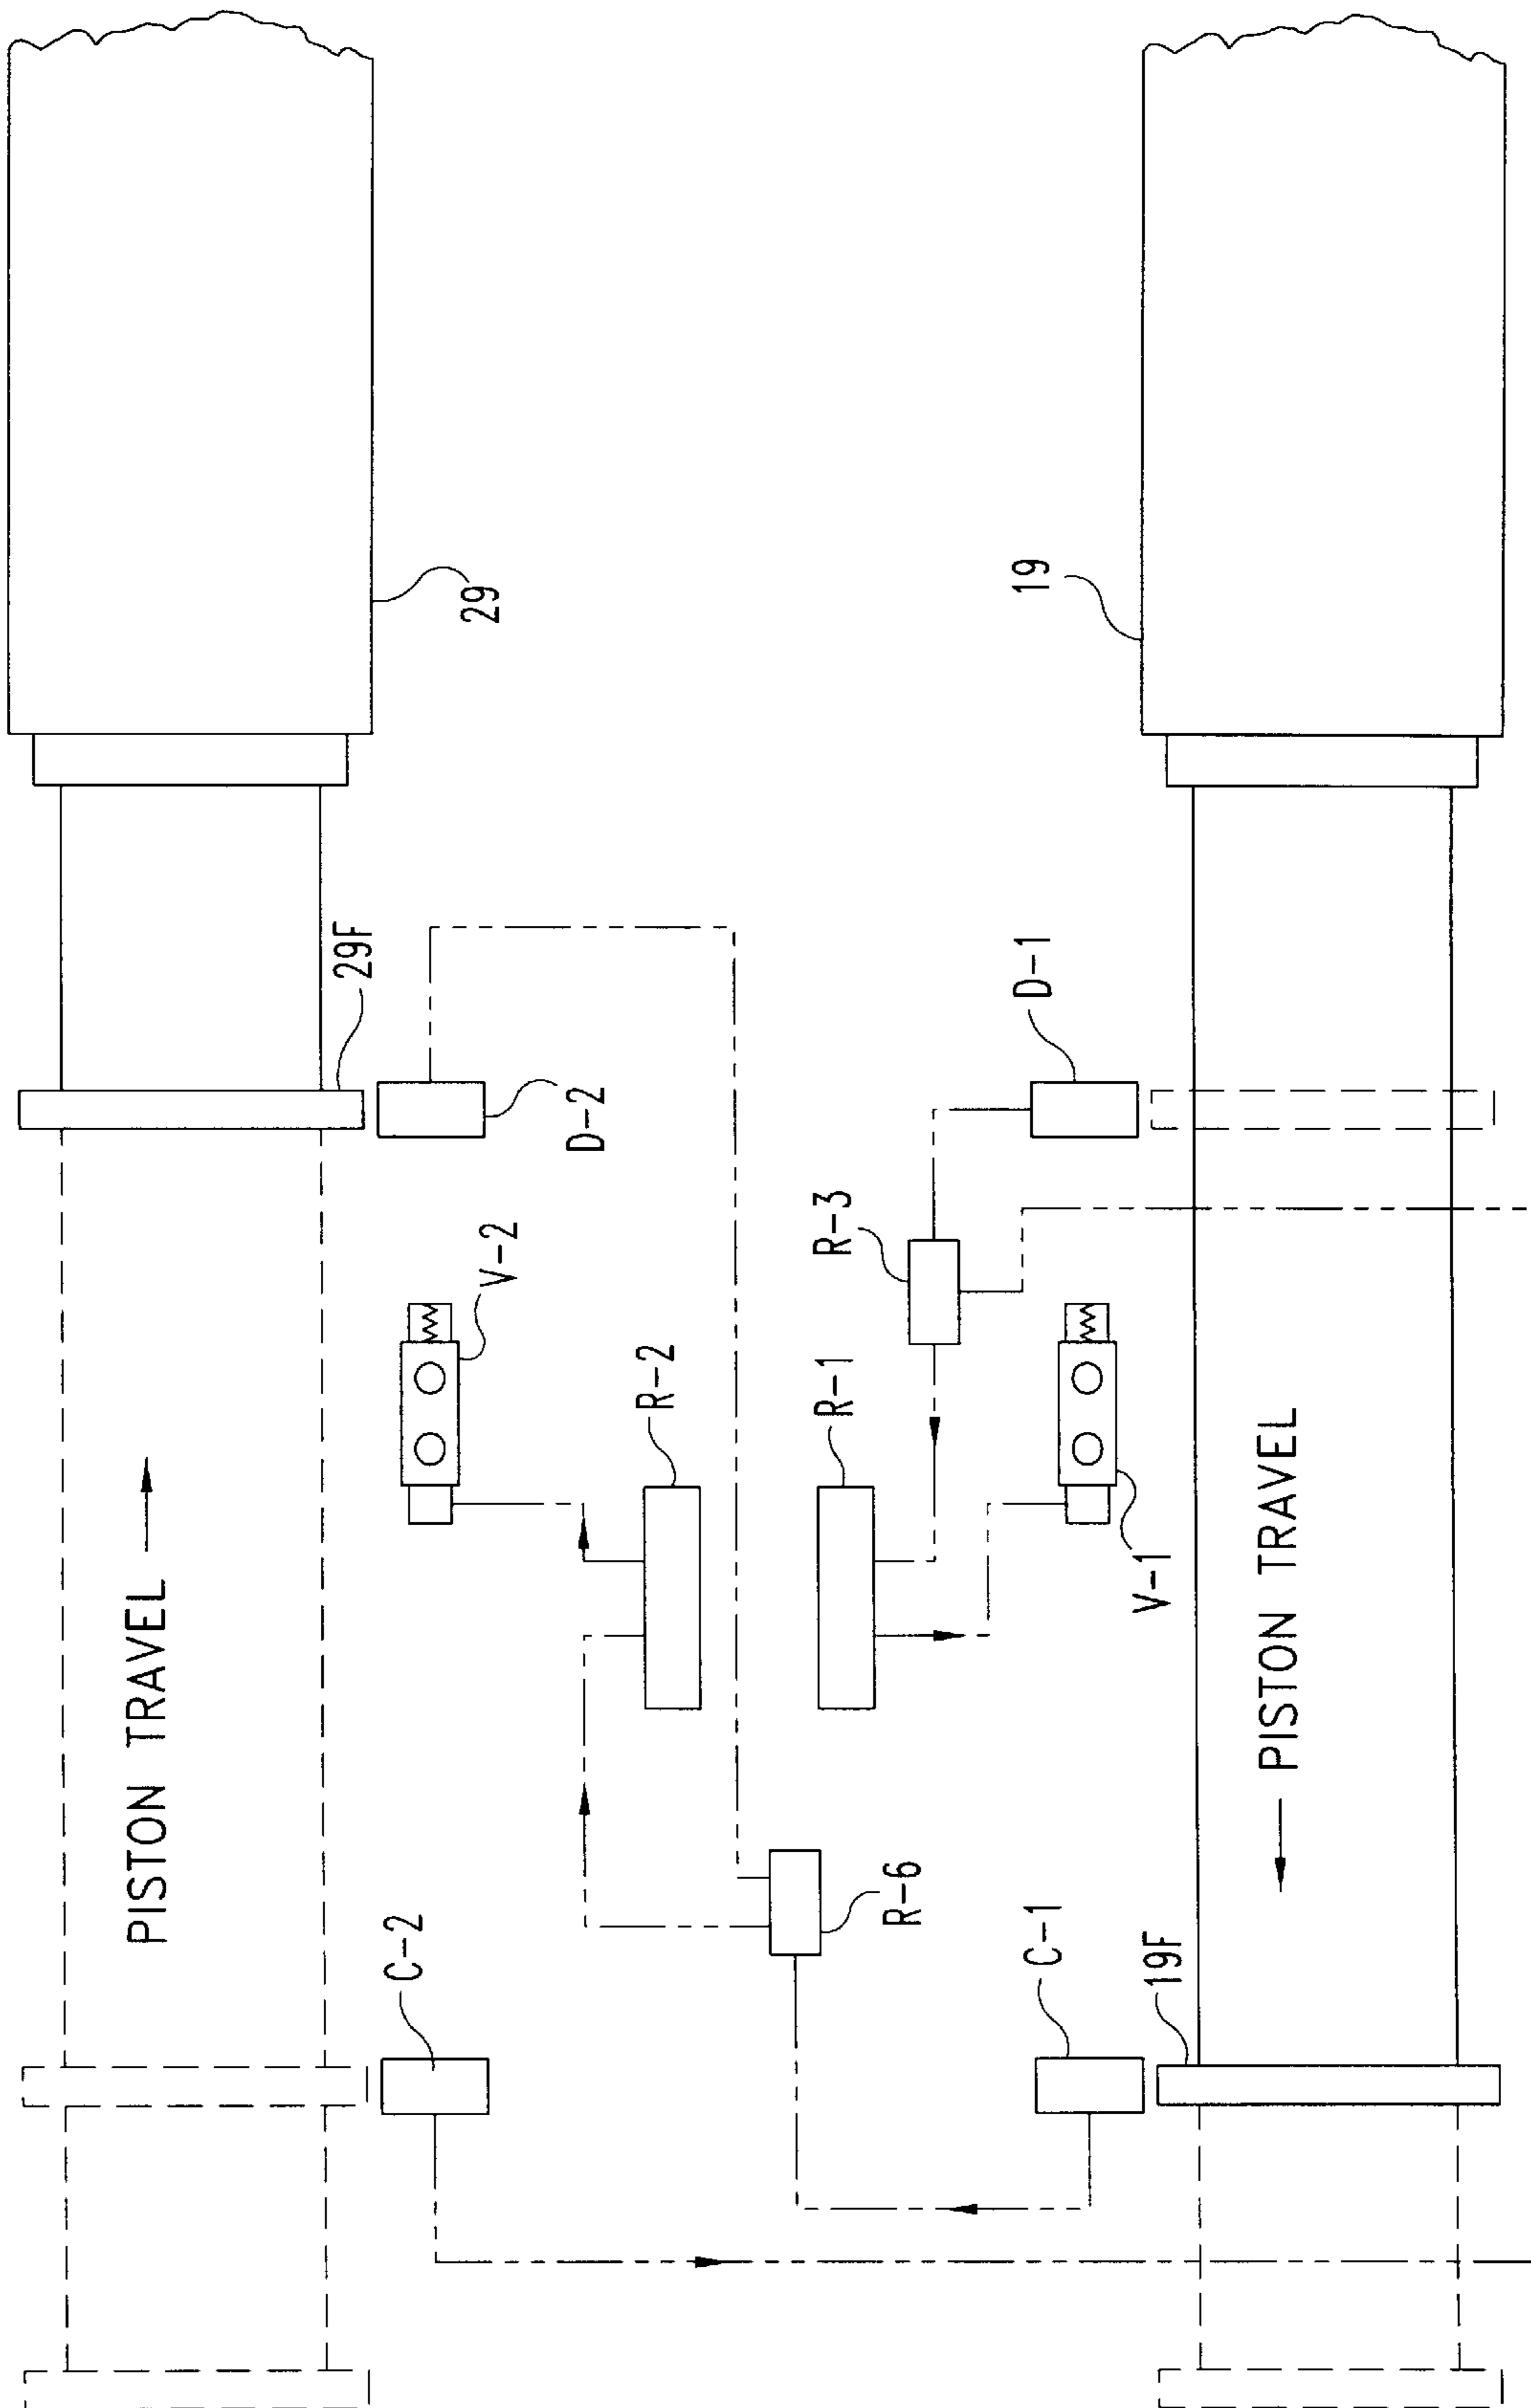 PISTON TRAVEL
29
29F
D-2
V-2
R-2
C-2
R-6
R-3
R-1
19
D-1
V-1
C-1
19F
PISTON TRAVEL